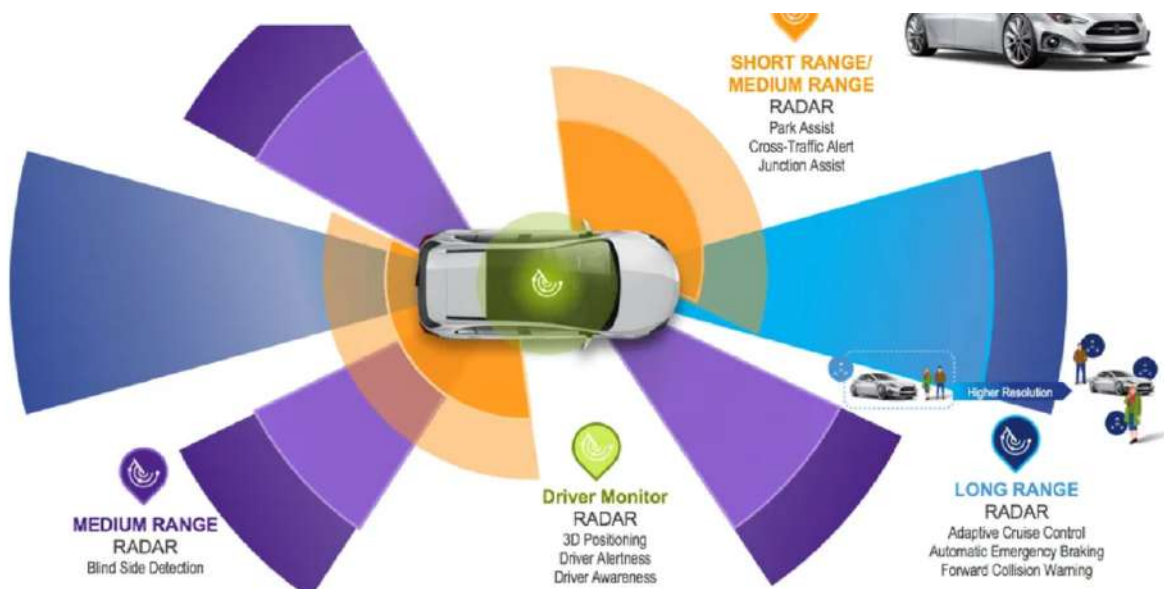 SHORT RANGE/
MEDIUM RANGE
RADAR
Park Assist
Cross-Traffic Alert
Junction Assist
Higher Resolution
MEDIUM RANGE
RADAR
Blind Side Detection
Driver Monitor
RADAR
3D Positioning
Driver Alertness
Driver Awareness
LONG RANGE
RADAR
Adaptive Cruise Control
Automatic Emergency Braking
Forward Collision Warning